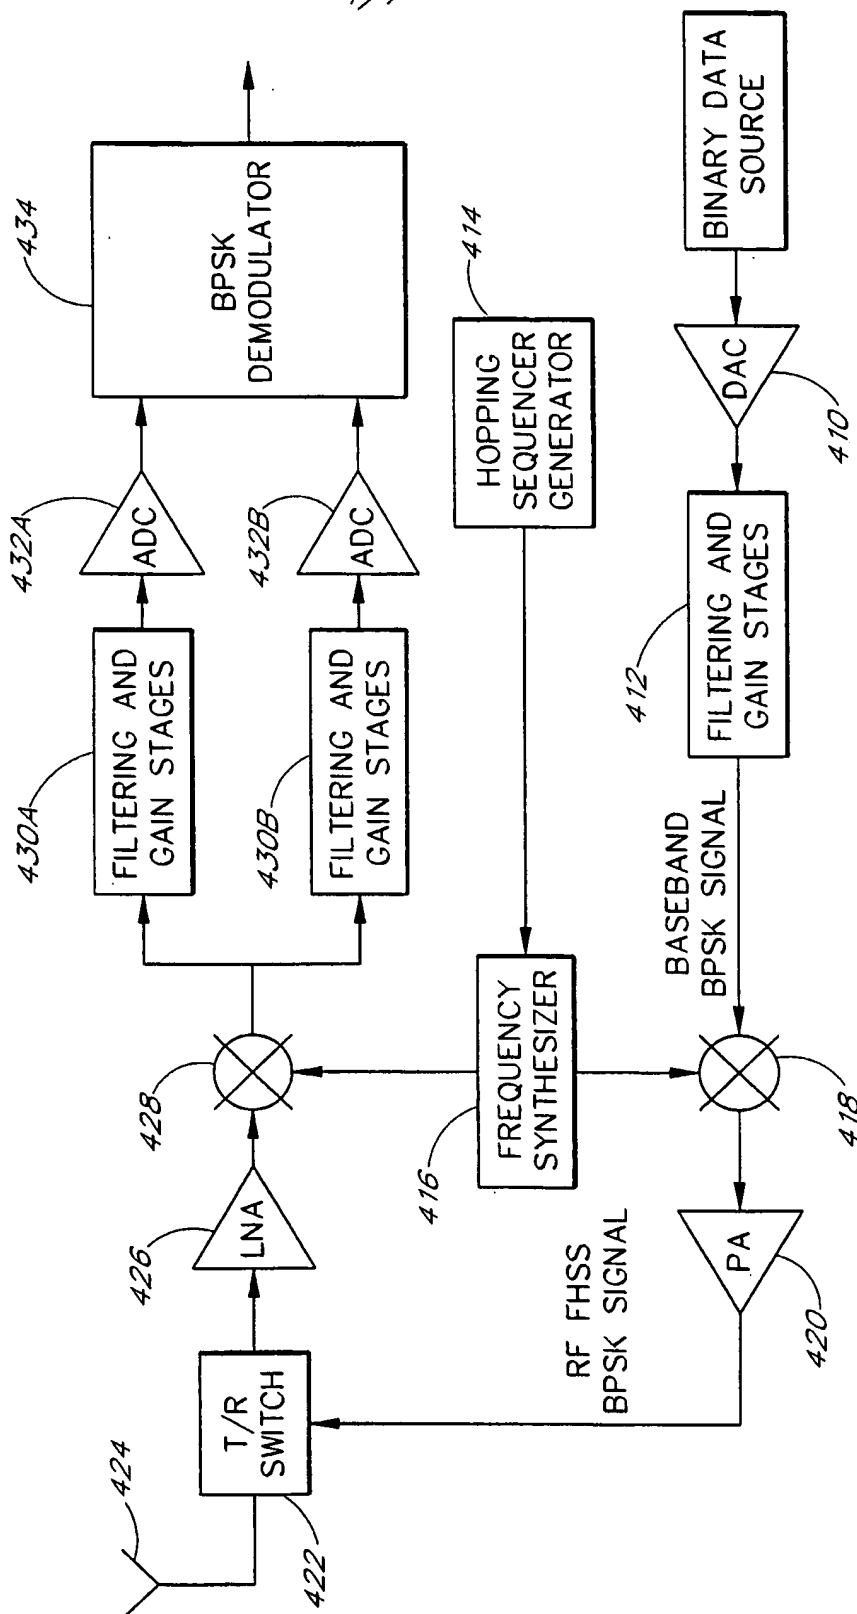 424
T/R
SWITCH
422
426
LNA
428
430A
FILTERING AND
GAIN STAGES
432A
ADC
434
BPSK
DEMODULATOR
430B
FILTERING AND
GAIN STAGES
432B
ADC
416
FREQUENCY
SYNTHESIZER
414
HOPPING
SEQUENCER
GENERATOR
RF FHSS
BPSK SIGNAL
PA
420
418
BASEBAND
BPSK SIGNAL
412
FILTERING AND
GAIN STAGES
DAC
410
BINARY DATA
SOURCE